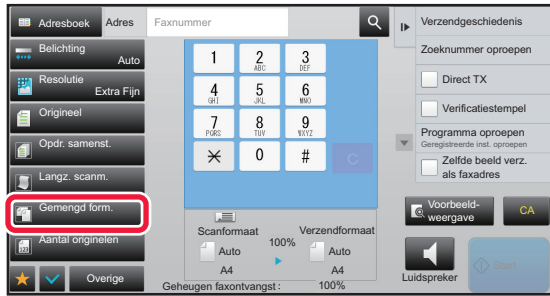 Adresboek
Adres
Faxnummer
Belichting
Auto
Resolutie
Extra Fijn
Origineel
Opdr. samenst.
Langz. scanm.
Gemengd form.
Aantal originelen
123
Overige
1
2
ABC
3
DEF
4
GHI
5
JKL
6
MNO
7
PQRS
8
TUV
9
WXYZ
0
#
C
Scanformaat
100%
Verzendformaat
Auto
Auto
A4
A4
Geheugen faxontvangst: 100%
Verzendgeschiedenis
Zoeknummer oproepen
Direct TX
Verificatiestempel
Programma oproepen
Geregistreerde inst. oproepen
Zelfde beeld verz.
als faxadres
Voorbeeld-
weergave
CA
Luidspreker
Start